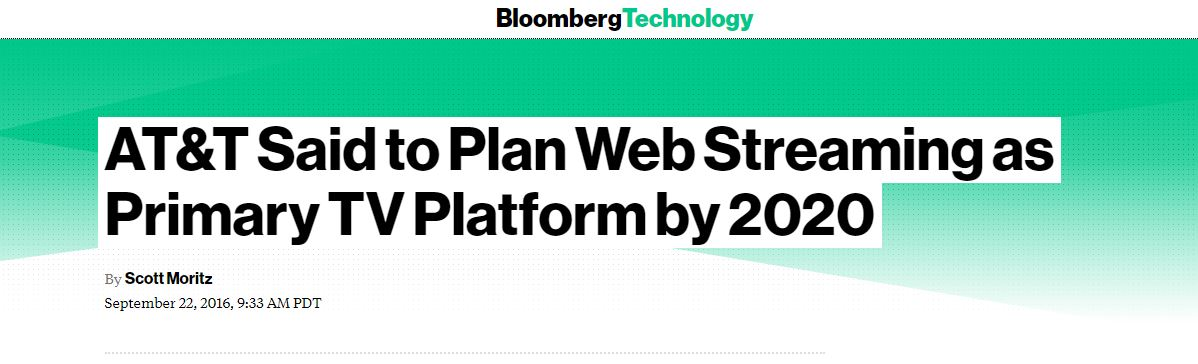 BloombergTechnology
AT&T Said to Plan Web Streaming as
Primary TV Platform by 2020
By Scott Moritz
September 22, 2016, 9:33 AM PDT